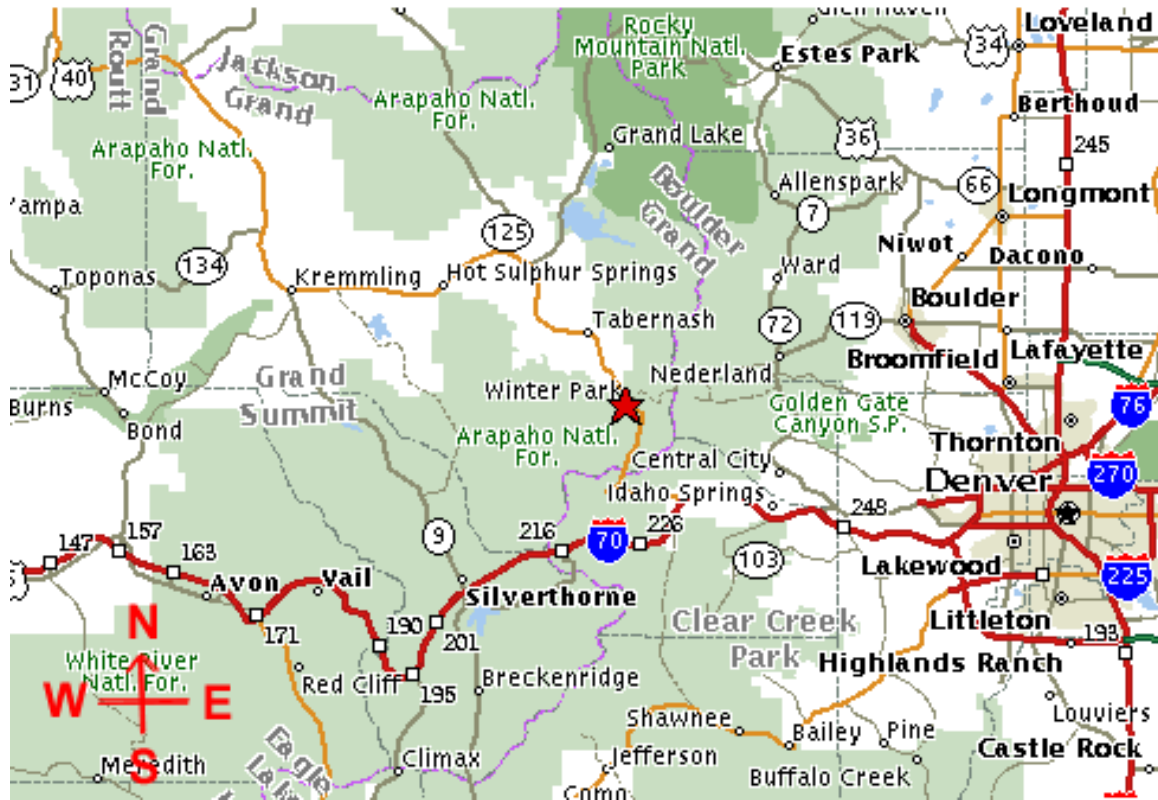 Glen Haven
Loveland
Rocky
Mountain Natl.
Park
34
Estes Park
31
40
Grand
Routt
Jackson
Grand
Arapaho Natl.
For.
Berthoud
Grand Lake
36
245
Arapaho Natl.
For.
Boulder
Grand
Allenspark
66
Longmont
7
125
Niwot
Dacono
134
Toponas
Kremmling
Hot Sulphur Springs
Ward
Boulder
Tabernash
72
119
Broomfield
Lafayette
McCoy
Grand
Summit
Winter Park
Nederland
Burns
Bond
Golden Gate
Canyon S.P.
76
Arapaho Natl.
For.
Thornton
Central City
Denver
270
Idaho Springs
248
157
147
163
9
216
70
226
103
Lakewood
225
Avon
Vail
Silverthorne
171
190
201
195
Clear Creek
Park
Littleton
193
Highlands Ranch
N
W
E
S
White River
Natl. For.
Red Cliff
Breckenridge
Louviers
Shawnee
Bailey
Pine
Castle Rock
Eagle
Climax
Jefferson
Buffalo Creek
Meredith
Como